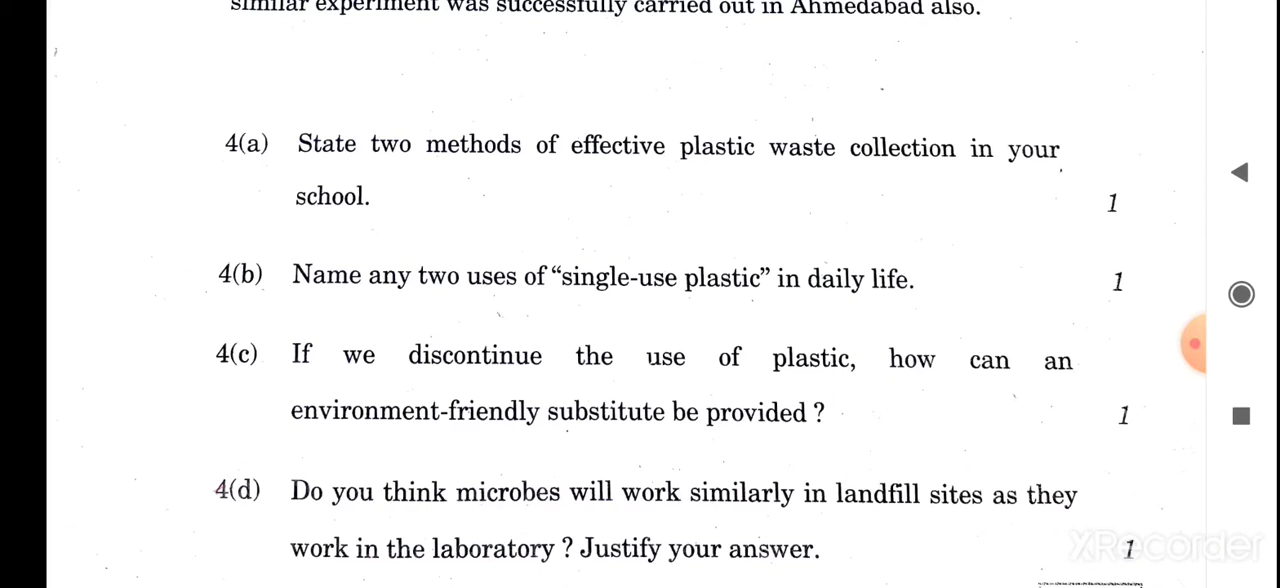 similar experiment was successfully carried out in Ahmedabad also.
4(a) State two methods of effective plastic waste collection in your
school. 1
4(b) Name any two uses of “single-use plastic” in daily life. 1
4(c) If we discontinue the use of plastic, how can an
environment-friendly substitute be provided ? 1
4(d) Do you think microbes will work similarly in landfill sites as they
work in the laboratory ? Justify your answer. 1
XRecorder